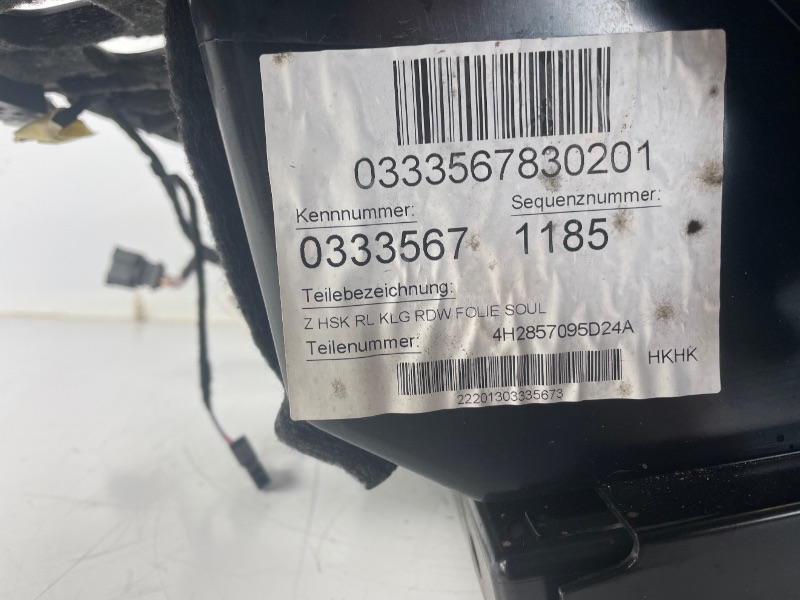 0333567830201
Kennnummer: Sequenznummer:
0333567 1185
Teilebezeichnung:
Z HSK RL KLG RDW FOLIE SOUL
Teilenummer: 4H2857095D24A
HKHK
22201303335673